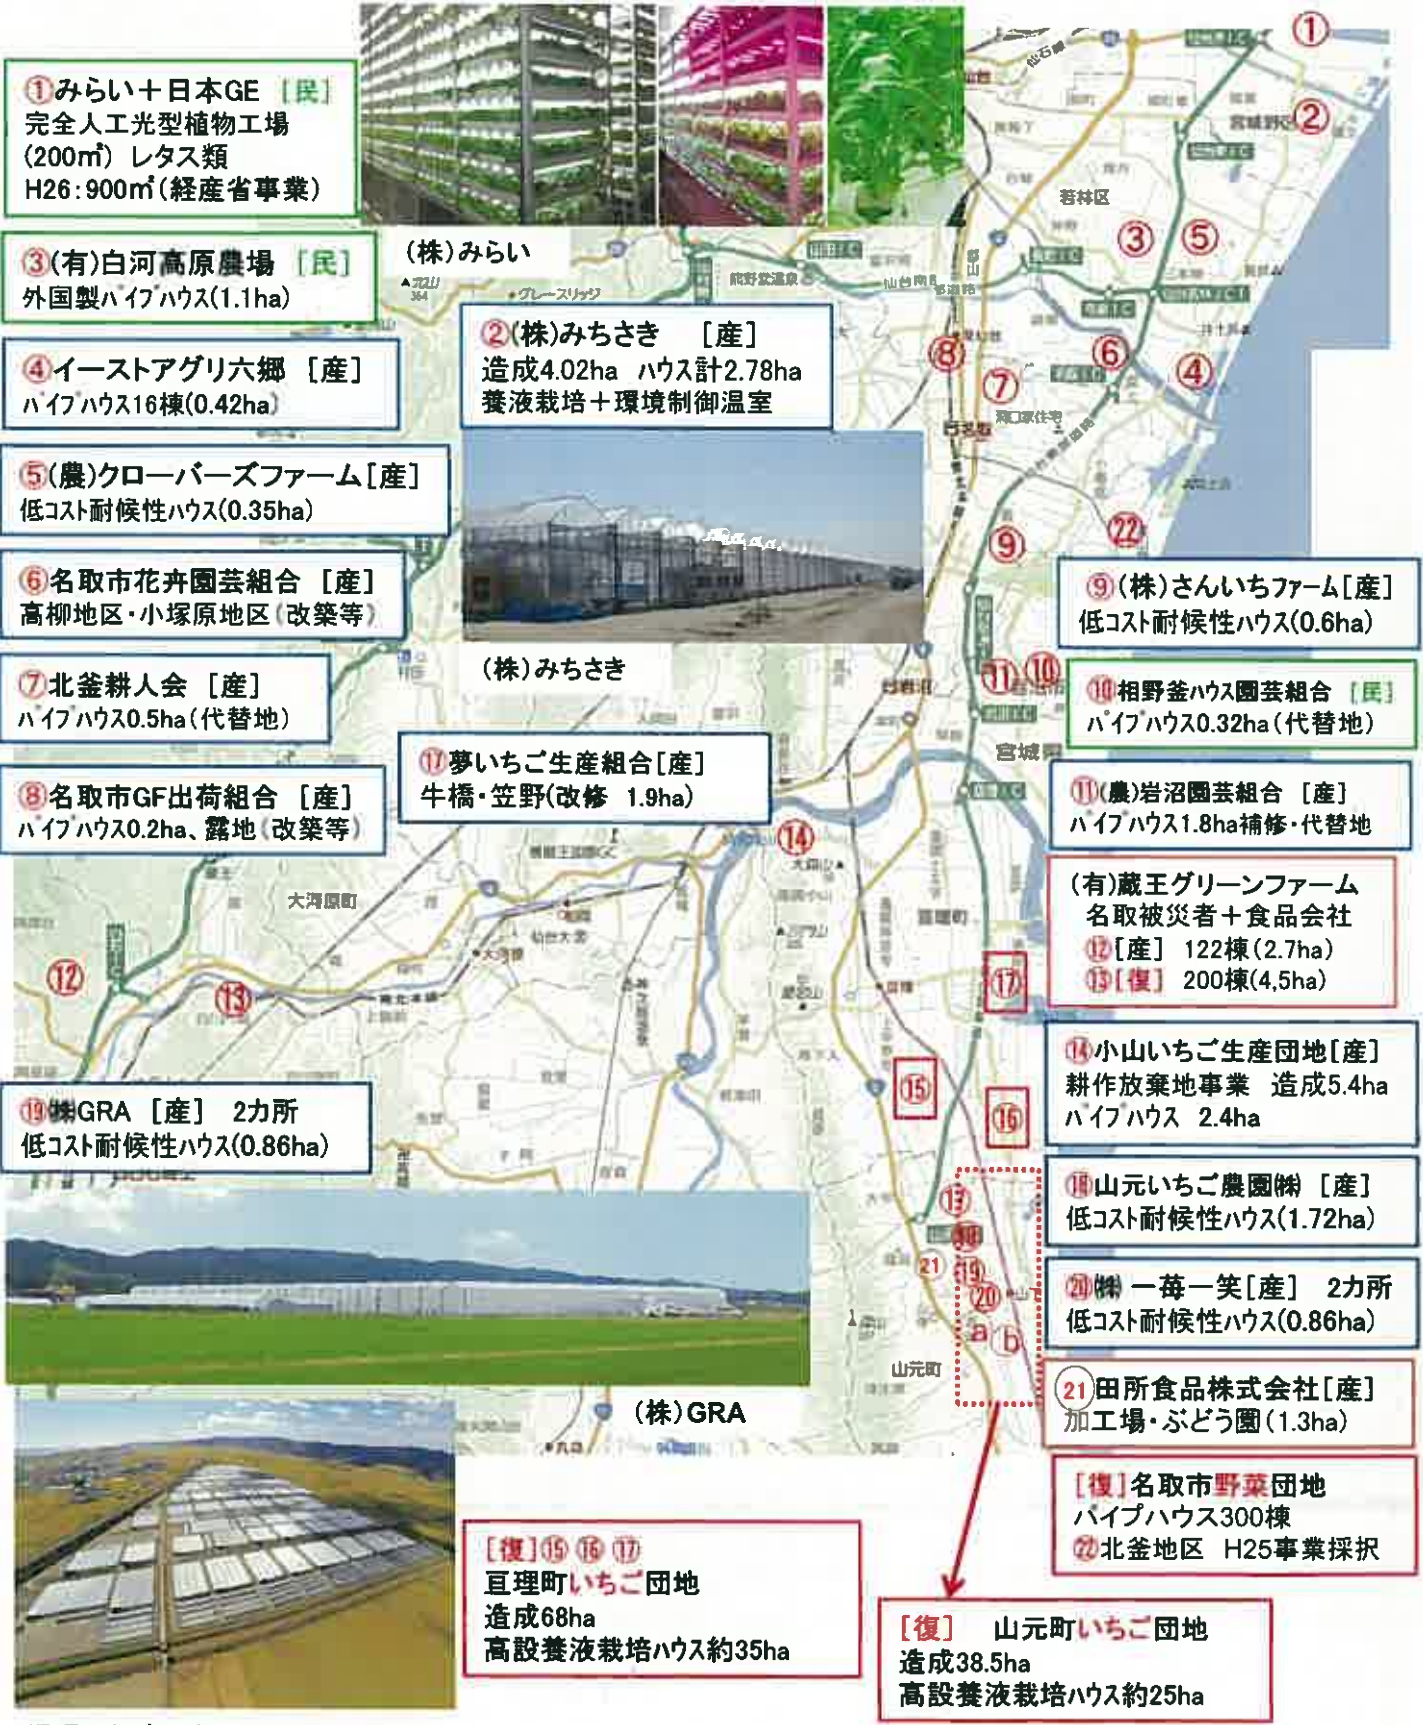 ①みらい＋日本GE [民]
完全人工光型植物工場
(200㎡) レタス類
H26：900㎡(経産省事業)
(株)みらい
③(有)白河高原農場 [民]
外国製ﾊﾟｲﾌﾟﾊｳｽ(1.1ha)
②(株)みちさき [産]
造成4.02ha ﾊｳｽ計2.78ha
養液栽培＋環境制御温室
④イーストアグリ六郷 [産]
ﾊﾟｲﾌﾟﾊｳｽ16棟(0.42ha)
⑤(農)クローバーズファーム[産]
低コスト耐候性ﾊｳｽ(0.35ha)
⑥名取市花卉園芸組合 [産]
高柳地区・小塚原地区(改築等)
(株)みちさき
⑦北釜耕人会 [産]
ﾊﾟｲﾌﾟﾊｳｽ0.5ha(代替地)
⑧名取市GF出荷組合 [産]
ﾊﾟｲﾌﾟﾊｳｽ0.2ha、露地(改築等)
⑰夢いちご生産組合[産]
牛橋・笠野(改修 1.9ha)
⑨(株)さんいちファーム[産]
低コスト耐候性ﾊｳｽ(0.6ha)
⑩相野釜ハウス園芸組合 [民]
ﾊﾟｲﾌﾟﾊｳｽ0.32ha(代替地)
⑪(農)岩沼園芸組合 [産]
ﾊﾟｲﾌﾟﾊｳｽ1.8ha補修・代替地
(有)蔵王グリーンファーム
名取被災者＋食品会社
⑫[産] 122棟(2.7ha)
⑬[復] 200棟(4,5ha)
⑭小山いちご生産団地[産]
耕作放棄地事業 造成5.4ha
ﾊﾟｲﾌﾟﾊｳｽ 2.4ha
⑲㈱GRA [産] 2カ所
低コスト耐候性ﾊｳｽ(0.86ha)
⑱山元いちご農園㈱ [産]
低コスト耐候性ﾊｳｽ(1.72ha)
⑳㈱ 一苺一笑[産] 2カ所
低コスト耐候性ﾊｳｽ(0.86ha)
(株)GRA
21田所食品株式会社[産]
加工場・ぶどう園(1.3ha)
[復]名取市野菜団地
パイプハウス300棟
㉒北釜地区 H25事業採択
[復]⑮⑯⑰
亘理町いちご団地
造成68ha
高設養液栽培ﾊｳｽ約35ha
[復] 山元町いちご団地
造成38.5ha
高設養液栽培ﾊｳｽ約25ha
①
②
③
⑤
⑧
⑥
⑦
④
⑨
㉒
⑪
⑩
⑭
⑫
⑬
⑰
⑮
⑯
⑰
⑱
21
⑲
⑳
a
b
若林区
大河原町
山元町